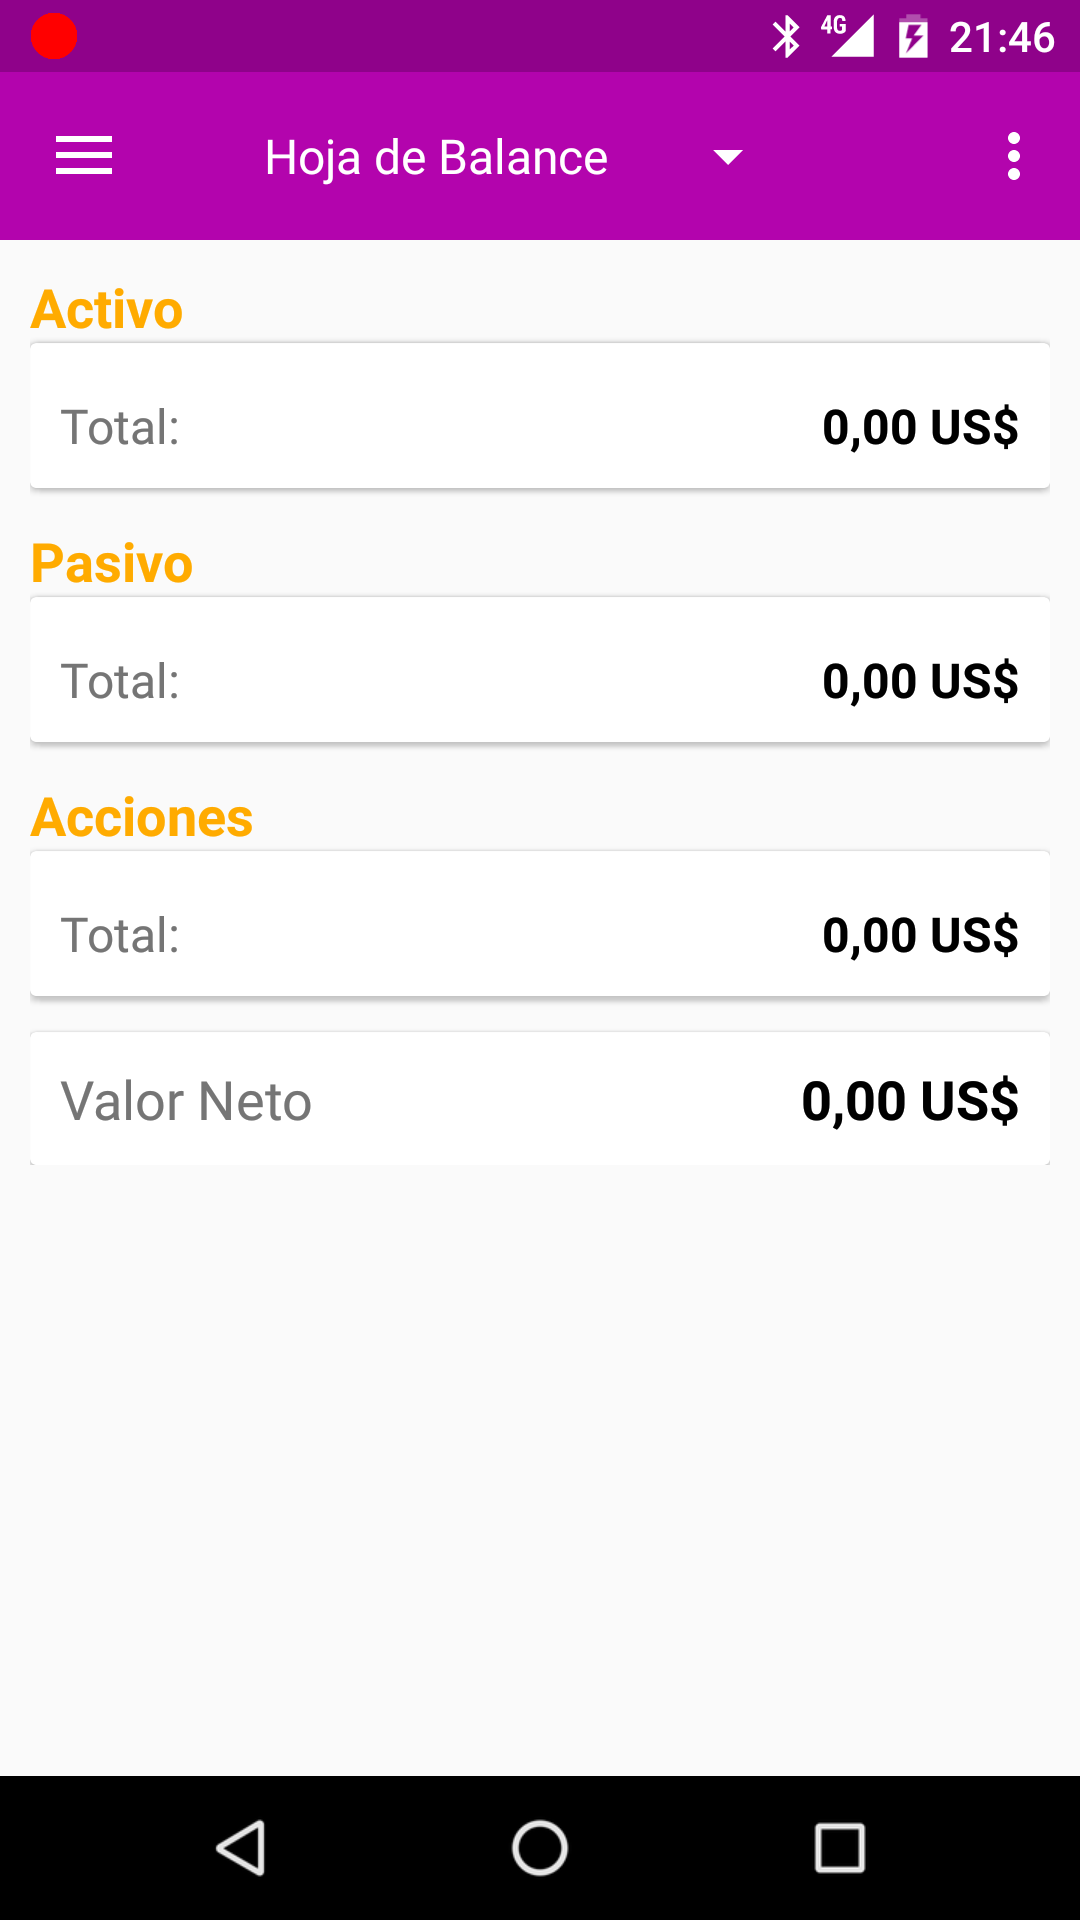 4G 21:46
Hoja de Balance
Activo
Total: 0,00 US$
Pasivo
Total: 0,00 US$
Acciones
Total: 0,00 US$
Valor Neto 0,00 US$